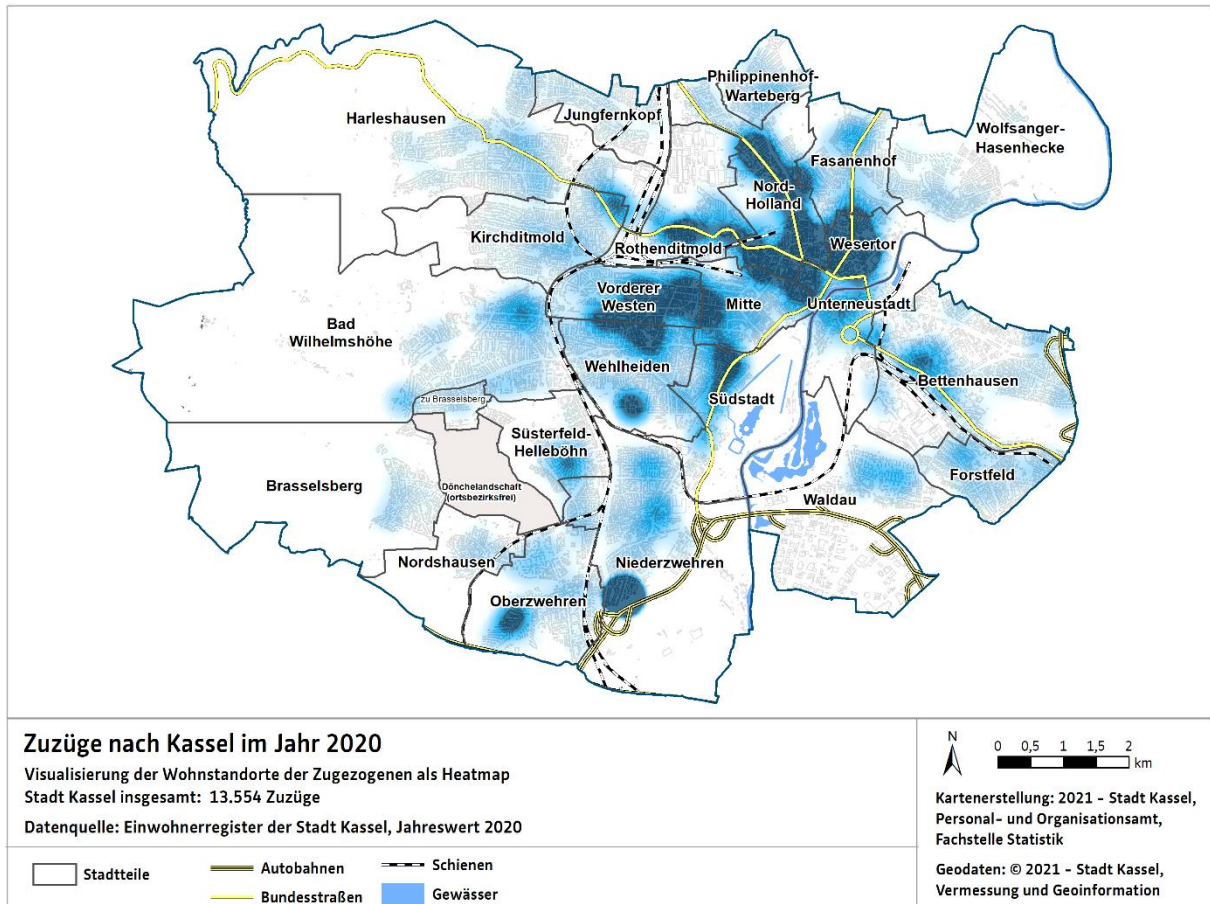 Philippinenhof-
Warteberg
Harleshausen
Jungfernkopf
Wolfsanger-
Hasenhecke
Fasanenhof
Nord-
Holland
Kirchditmold
Rothenditmold
Wesertor
Vorderer
Westen
Mitte
Unterneustadt
Bad
Wilhelmshöhe
Wehlheiden
Bettenhausen
zu Brasselsberg
Südstadt
Süsterfeld-
Helleböhn
Forstfeld
Brasselsberg
Dönchelandschaft
(ortsbezirksfrei)
Waldau
Nordshausen
Niederzwehren
Oberzwehren
Zuzüge nach Kassel im Jahr 2020
Visualisierung der Wohnstandorte der Zugezogenen als Heatmap
Stadt Kassel insgesamt: 13.554 Zuzüge
Datenquelle: Einwohnerregister der Stadt Kassel, Jahreswert 2020
Stadtteile
Autobahnen
Bundesstraßen
Schienen
Gewässer
N
0 0,5 1 1,5 2
km
Kartenerstellung: 2021 - Stadt Kassel,
Personal- und Organisationsamt,
Fachstelle Statistik
Geodaten: © 2021 - Stadt Kassel,
Vermessung und Geoinformation